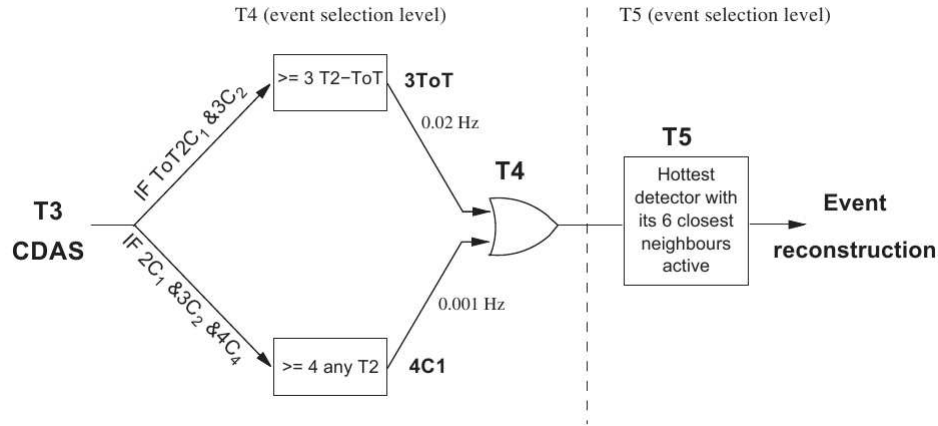 T4 (event selection level)
T5 (event selection level)
>= 3 T2−ToT
3ToT
IF ToT2C₁ &3C₂
0.02 Hz
T4
T5
Hottest
detector with
its 6 closest
neighbours
active
T3
CDAS
Event
reconstruction
IF 2C₁ &3C₂ &4C₄
0.001 Hz
>= 4 any T2
4C1